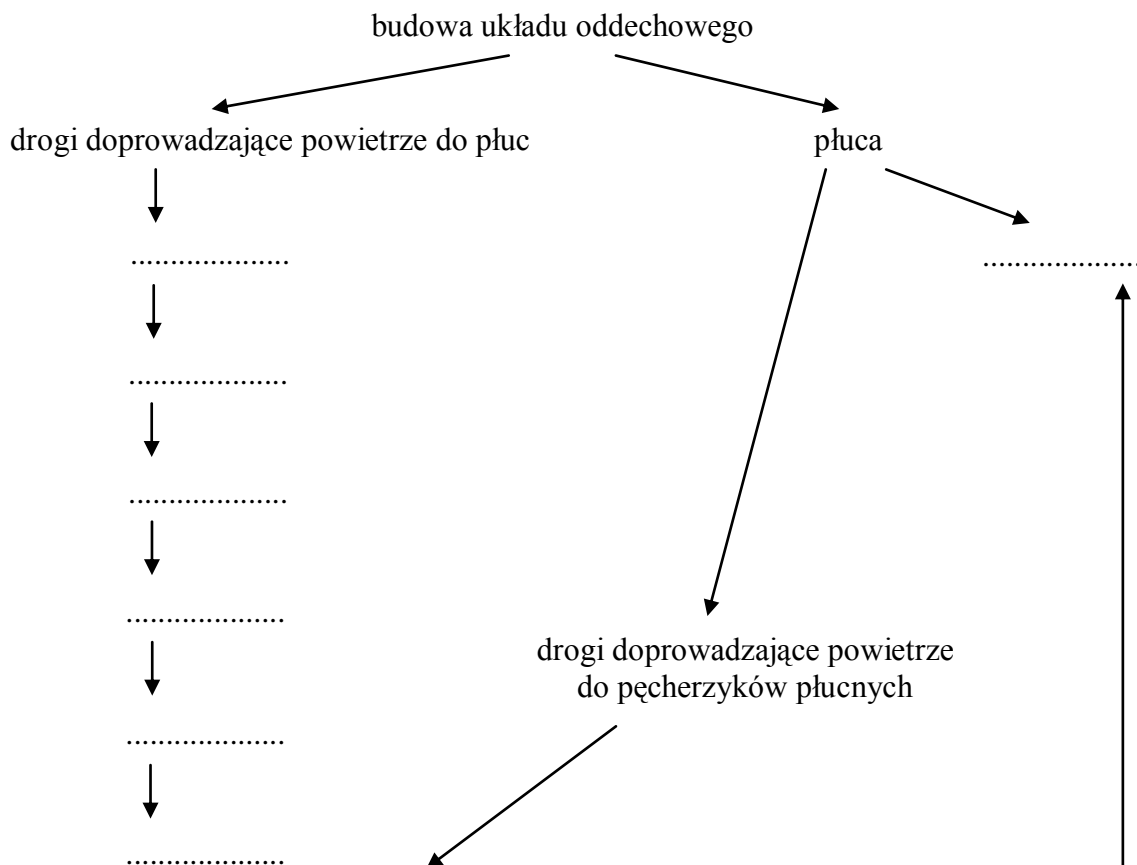 budowa układu oddechowego
drogi doprowadzające powietrze do płuc
płuca
....................
....................
....................
....................
....................
....................
....................
drogi doprowadzające powietrze
do pęcherzyków płucnych